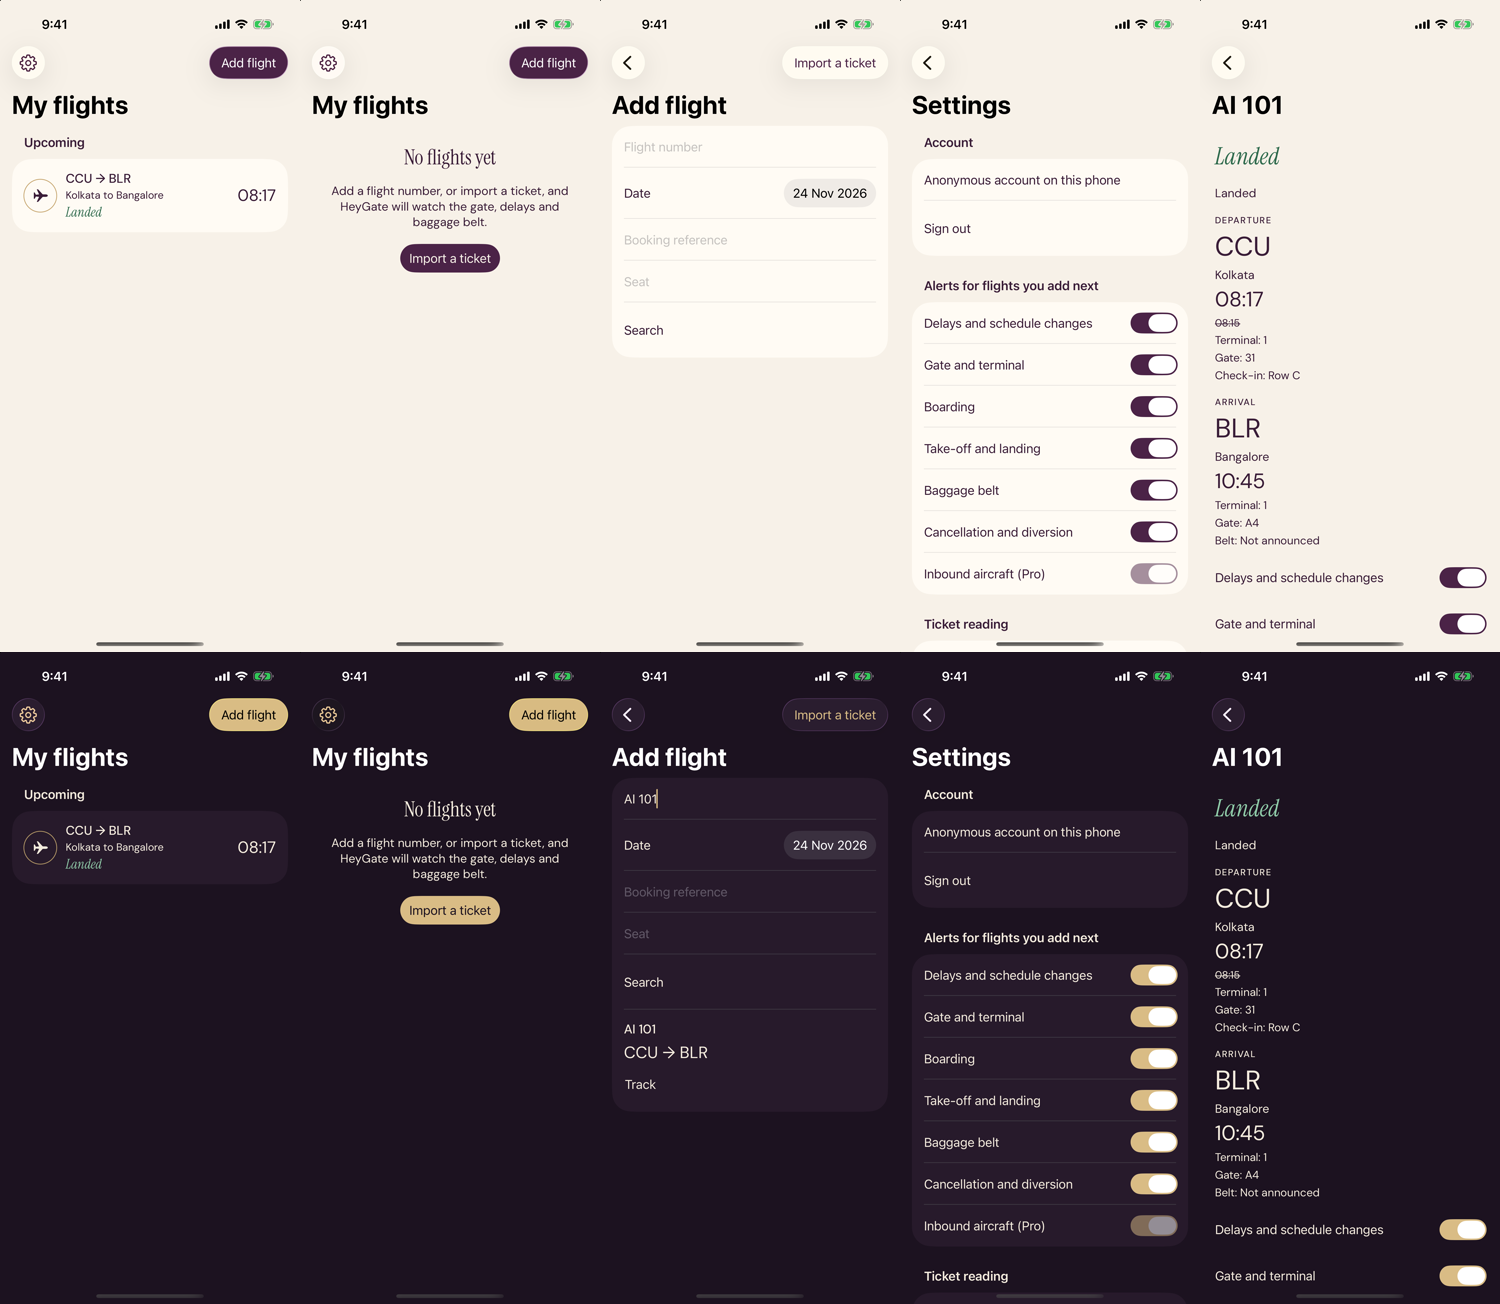 9:41
Add flight
My flights
Upcoming
CCU → BLR
Kolkata to Bangalore
Landed
08:17
9:41
Add flight
My flights
No flights yet
Add a flight number, or import a ticket, and
HeyGate will watch the gate, delays and
baggage belt.
Import a ticket
9:41
Import a ticket
Add flight
Flight number
Date
24 Nov 2026
Booking reference
Seat
Search
9:41
Settings
Account
Anonymous account on this phone
Sign out
Alerts for flights you add next
Delays and schedule changes
Gate and terminal
Boarding
Take-off and landing
Baggage belt
Cancellation and diversion
Inbound aircraft (Pro)
Ticket reading
9:41
AI 101
Landed
Landed
DEPARTURE
CCU
Kolkata
08:17
08:15
Terminal: 1
Gate: 31
Check-in: Row C
ARRIVAL
BLR
Bangalore
10:45
Terminal: 1
Gate: A4
Belt: Not announced
Delays and schedule changes
Gate and terminal
9:41
Add flight
My flights
Upcoming
CCU → BLR
Kolkata to Bangalore
Landed
08:17
9:41
Add flight
My flights
No flights yet
Add a flight number, or import a ticket, and
HeyGate will watch the gate, delays and
baggage belt.
Import a ticket
9:41
Import a ticket
Add flight
AI 101
Date
24 Nov 2026
Booking reference
Seat
Search
AI 101
CCU → BLR
Track
9:41
Settings
Account
Anonymous account on this phone
Sign out
Alerts for flights you add next
Delays and schedule changes
Gate and terminal
Boarding
Take-off and landing
Baggage belt
Cancellation and diversion
Inbound aircraft (Pro)
Ticket reading
9:41
AI 101
Landed
Landed
DEPARTURE
CCU
Kolkata
08:17
08:15
Terminal: 1
Gate: 31
Check-in: Row C
ARRIVAL
BLR
Bangalore
10:45
Terminal: 1
Gate: A4
Belt: Not announced
Delays and schedule changes
Gate and terminal